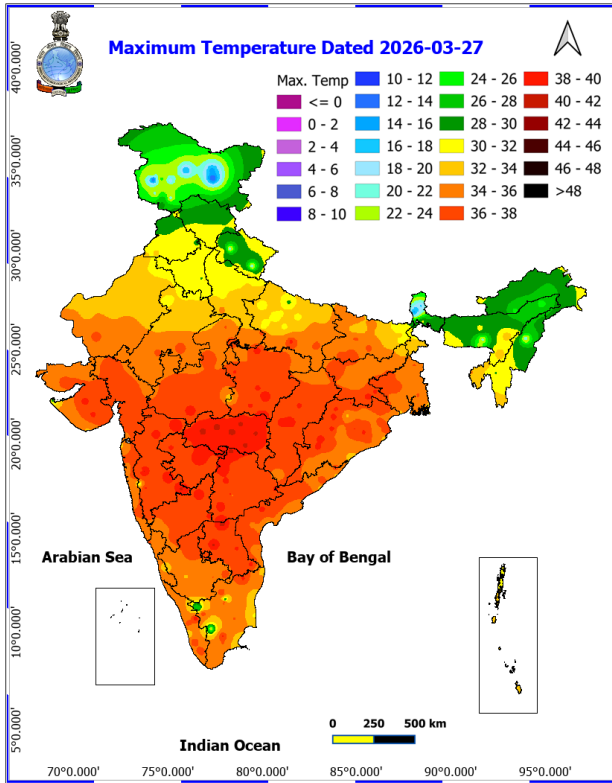 Maximum Temperature Dated 2026-03-27
Max. Temp
<= 0
0 - 2
2 - 4
4 - 6
6 - 8
8 - 10
10 - 12
12 - 14
14 - 16
16 - 18
18 - 20
20 - 22
22 - 24
24 - 26
26 - 28
28 - 30
30 - 32
32 - 34
34 - 36
36 - 38
38 - 40
40 - 42
42 - 44
44 - 46
46 - 48
>48
40°0.000'
35°0.000'
30°0.000'
25°0.000'
20°0.000'
15°0.000'
10°0.000'
5°0.000'
Arabian Sea
Bay of Bengal
Indian Ocean
0 250 500 km
70°0.000' 75°0.000' 80°0.000' 85°0.000' 90°0.000' 95°0.000'